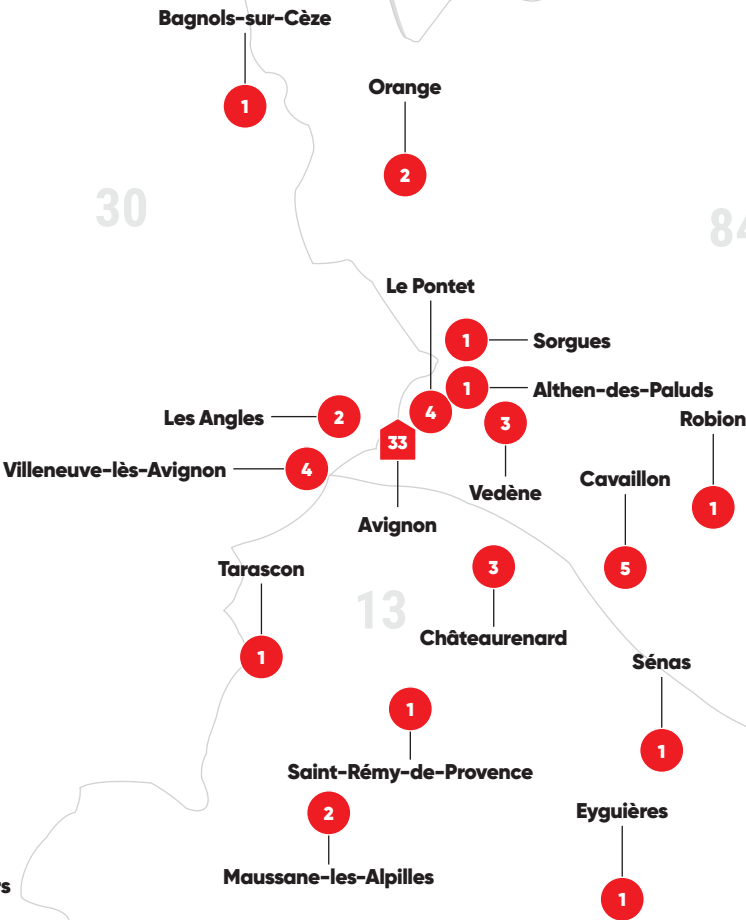 Bagnols-sur-Cèze
1
Orange
2
30
84
Le Pontet
1
Sorgues
1
Althen-des-Paluds
Les Angles
2
4
3
Robion
33
Villeneuve-lès-Avignon
4
Vedène
Cavaillon
1
Avignon
Tarascon
3
5
13
Châteaurenard
1
Sénas
1
1
Saint-Rémy-de-Provence
2
Eyguières
Maussane-les-Alpilles
1